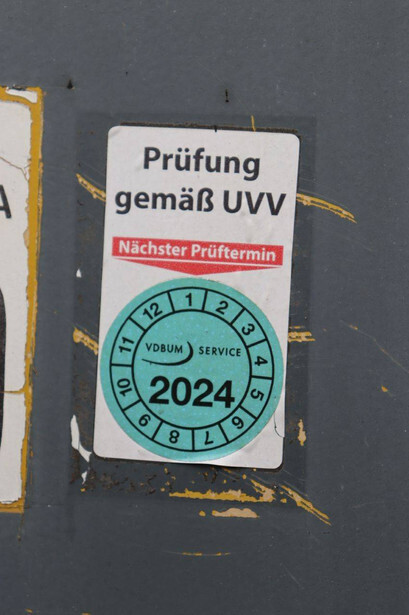 Prüfung
gemäß UVV
Nächster Prüftermin
1 2 3 4 5 6 7 8 9 10 11 12
VDBUM SERVICE
2024
A